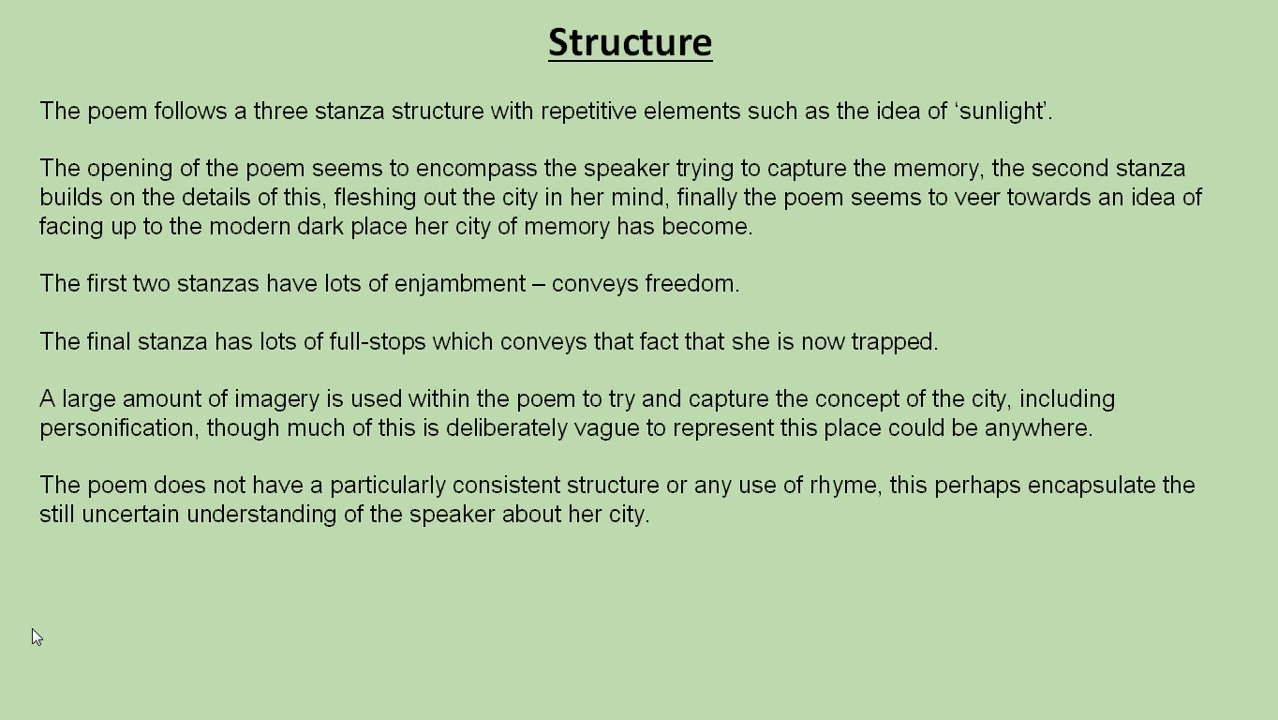 Structure
The poem follows a three stanza structure with repetitive elements such as the idea of ‘sunlight’.
The opening of the poem seems to encompass the speaker trying to capture the memory, the second stanza
builds on the details of this, fleshing out the city in her mind, finally the poem seems to veer towards an idea of
facing up to the modern dark place her city of memory has become.
The first two stanzas have lots of enjambment – conveys freedom.
The final stanza has lots of full-stops which conveys that fact that she is now trapped.
A large amount of imagery is used within the poem to try and capture the concept of the city, including
personification, though much of this is deliberately vague to represent this place could be anywhere.
The poem does not have a particularly consistent structure or any use of rhyme, this perhaps encapsulate the
still uncertain understanding of the speaker about her city.